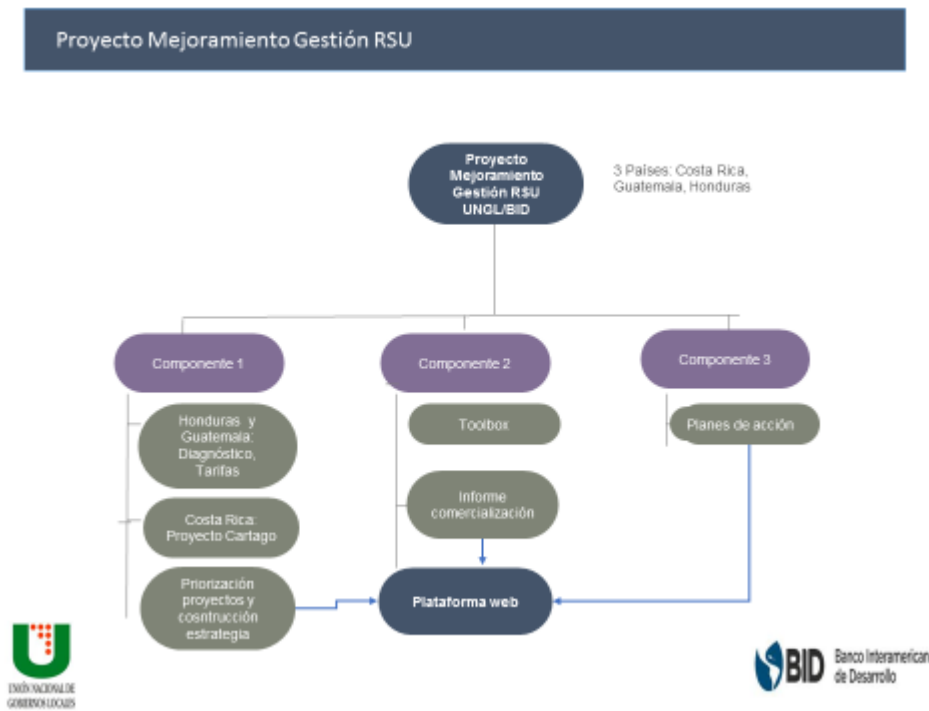 Proyecto Mejoramiento Gestión RSU
Proyecto
Mejoramiento
Gestión RSU
UNGL/BID
3 Países: Costa Rica,
Guatemala, Honduras
Componente 1
Componente 2
Componente 3
Honduras y
Guatemala:
Diagnóstico,
Tarifas
Costa Rica:
Proyecto Cartago
Priorización
proyectos y
cosntrucción
estrategia
Toolbox
Informe
comercialización
Plataforma web
Planes de acción
UNIÓN NACIONAL DE
GOBIERNOS LOCALES
BID
Banco Interamerican
de Desarrollo